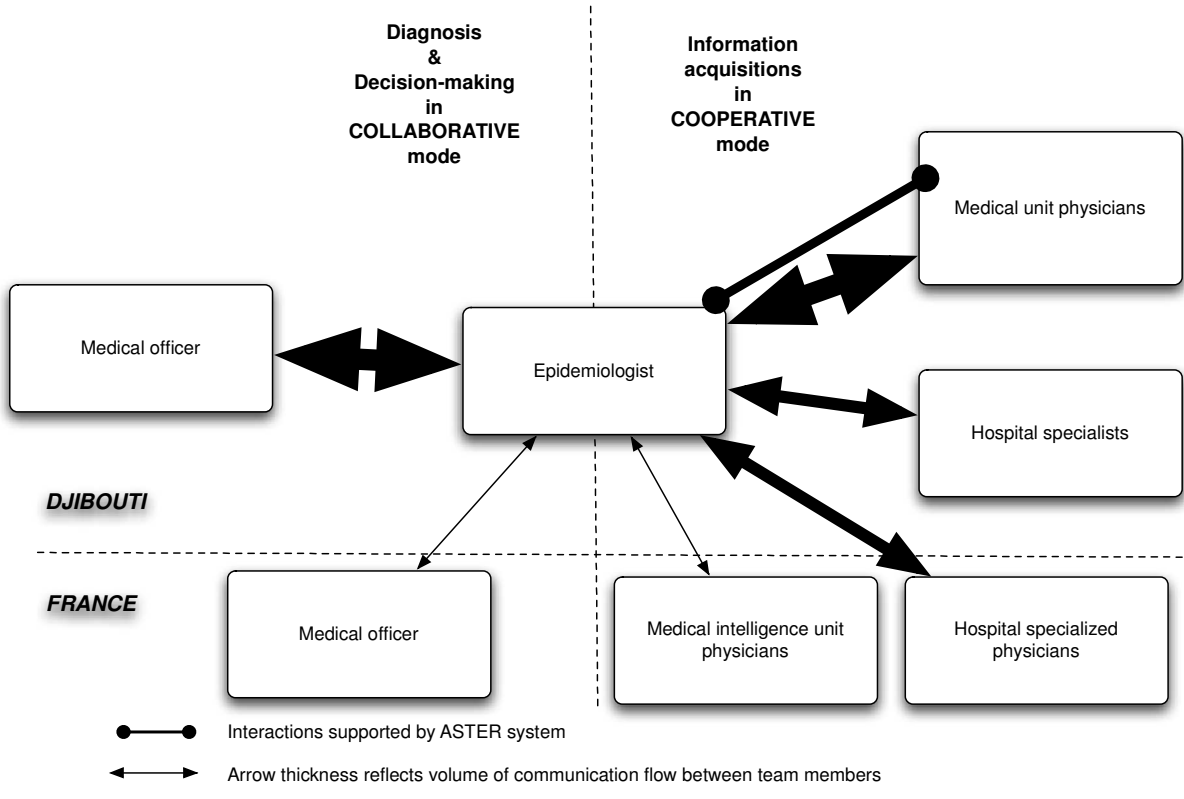 Diagnosis
&
Decision-making
in
COLLABORATIVE
mode
Information
acquisitions
in
COOPERATIVE
mode
Medical unit physicians
Medical officer
Epidemiologist
Hospital specialists
DJIBOUTI
FRANCE
Medical officer
Medical intelligence unit
physicians
Hospital specialized
physicians
Interactions supported by ASTER system
Arrow thickness reflects volume of communication flow between team members